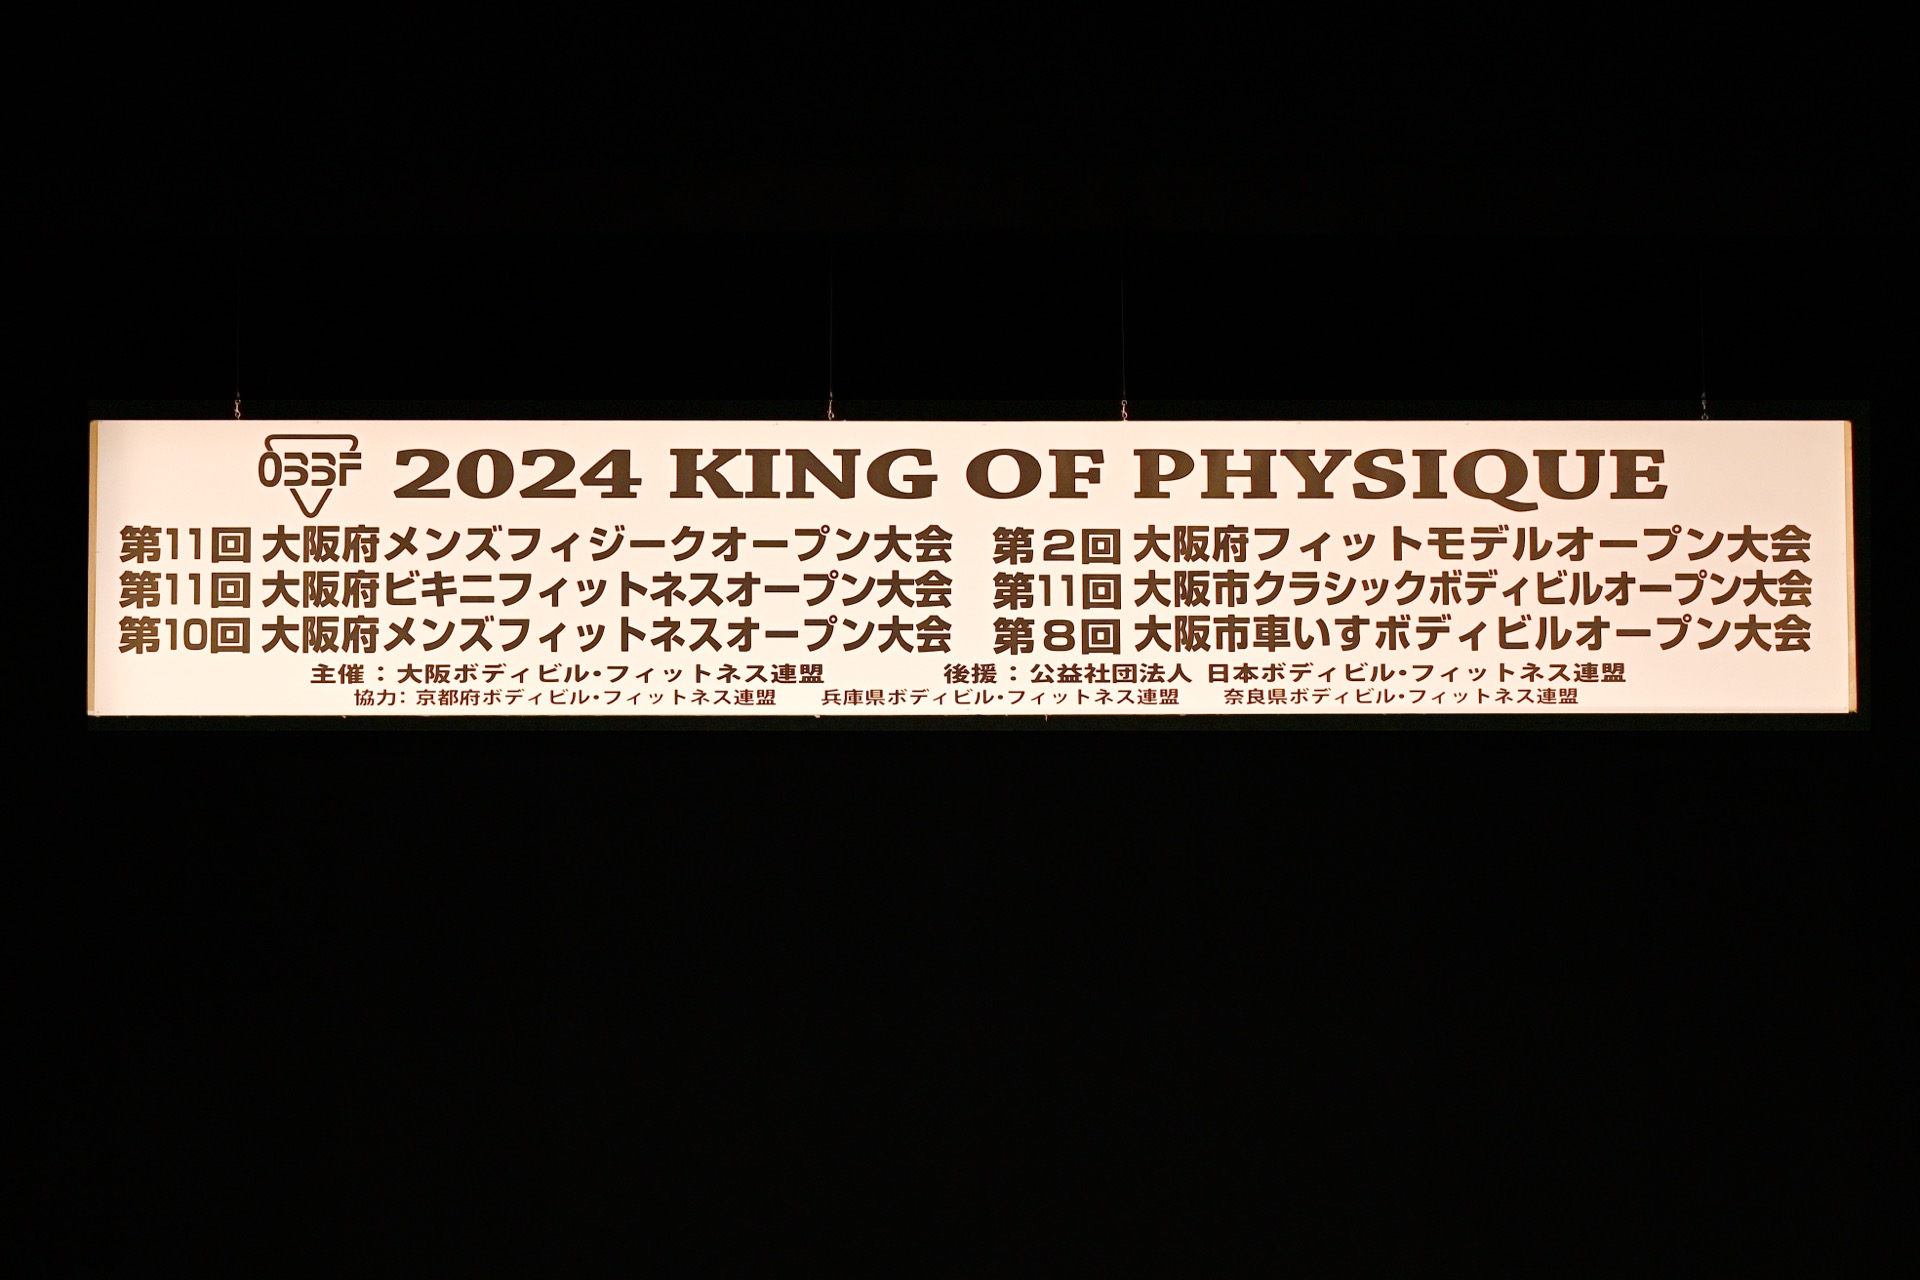 OBBF 2024 KING OF PHYSIQUE
第11回 大阪府メンズフィジークオープン大会
第11回 大阪府ビキニフィットネスオープン大会
第10回 大阪府メンズフィットネスオープン大会
第2回 大阪府フィットモデルオープン大会
第11回 大阪市クラシックボディビルオープン大会
第8回 大阪市車いすボディビルオープン大会
主催：大阪ボディビル・フィットネス連盟 後援：公益社団法人 日本ボディビル・フィットネス連盟
協力：京都府ボディビル・フィットネス連盟 兵庫県ボディビル・フィットネス連盟 奈良県ボディビル・フィットネス連盟